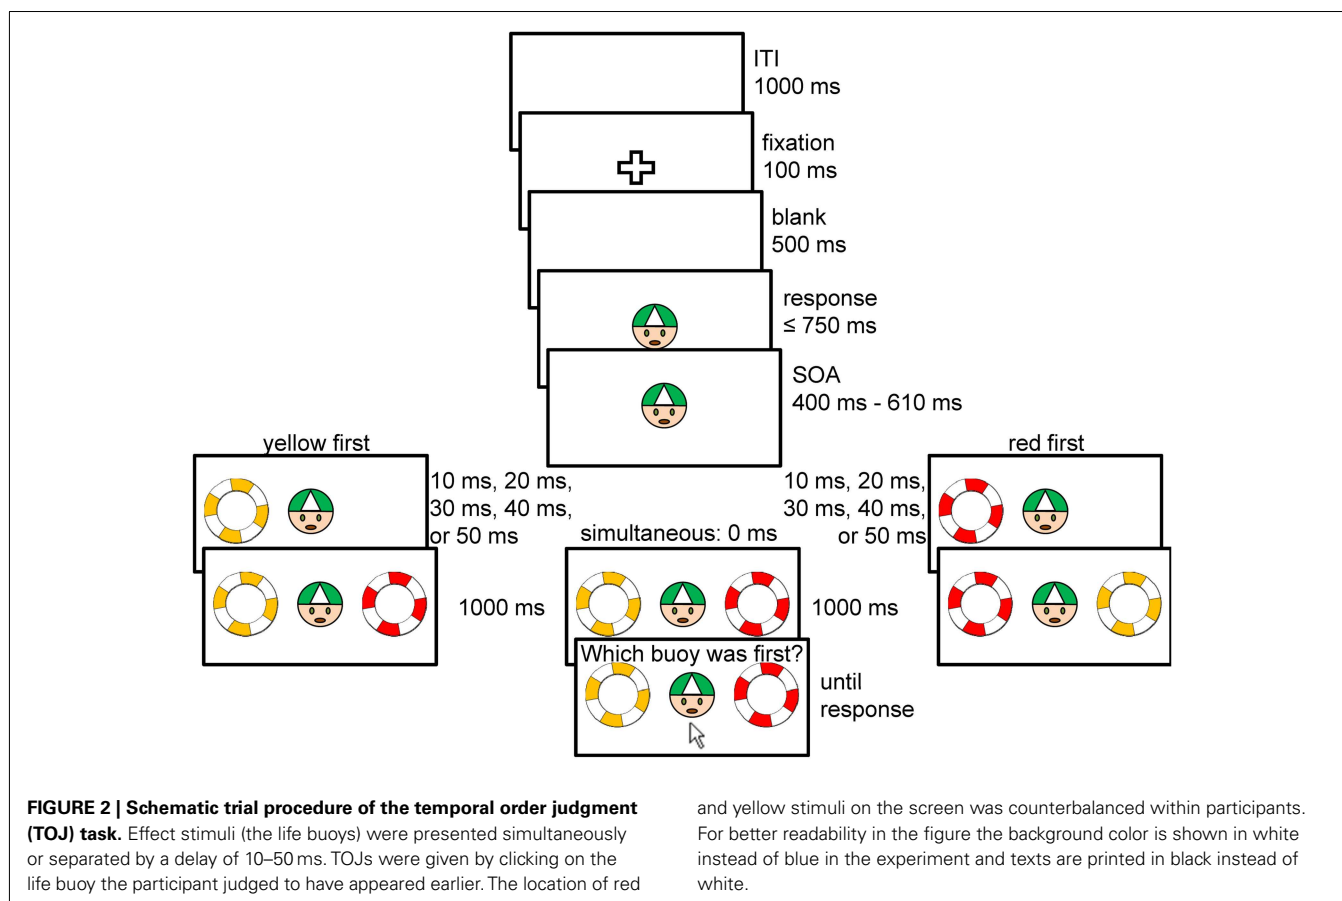 ITI
1000 ms
fixation
100 ms
blank
500 ms
response
≤ 750 ms
SOA
400 ms - 610 ms
yellow first
10 ms, 20 ms,
30 ms, 40 ms,
or 50 ms
1000 ms
simultaneous: 0 ms
1000 ms
red first
10 ms, 20 ms,
30 ms, 40 ms,
or 50 ms
Which buoy was first?
until
response
FIGURE 2 | Schematic trial procedure of the temporal order judgment
(TOJ) task. Effect stimuli (the life buoys) were presented simultaneously
or separated by a delay of 10–50 ms. TOJs were given by clicking on the
life buoy the participant judged to have appeared earlier. The location of red
and yellow stimuli on the screen was counterbalanced within participants.
For better readability in the figure the background color is shown in white
instead of blue in the experiment and texts are printed in black instead of
white.